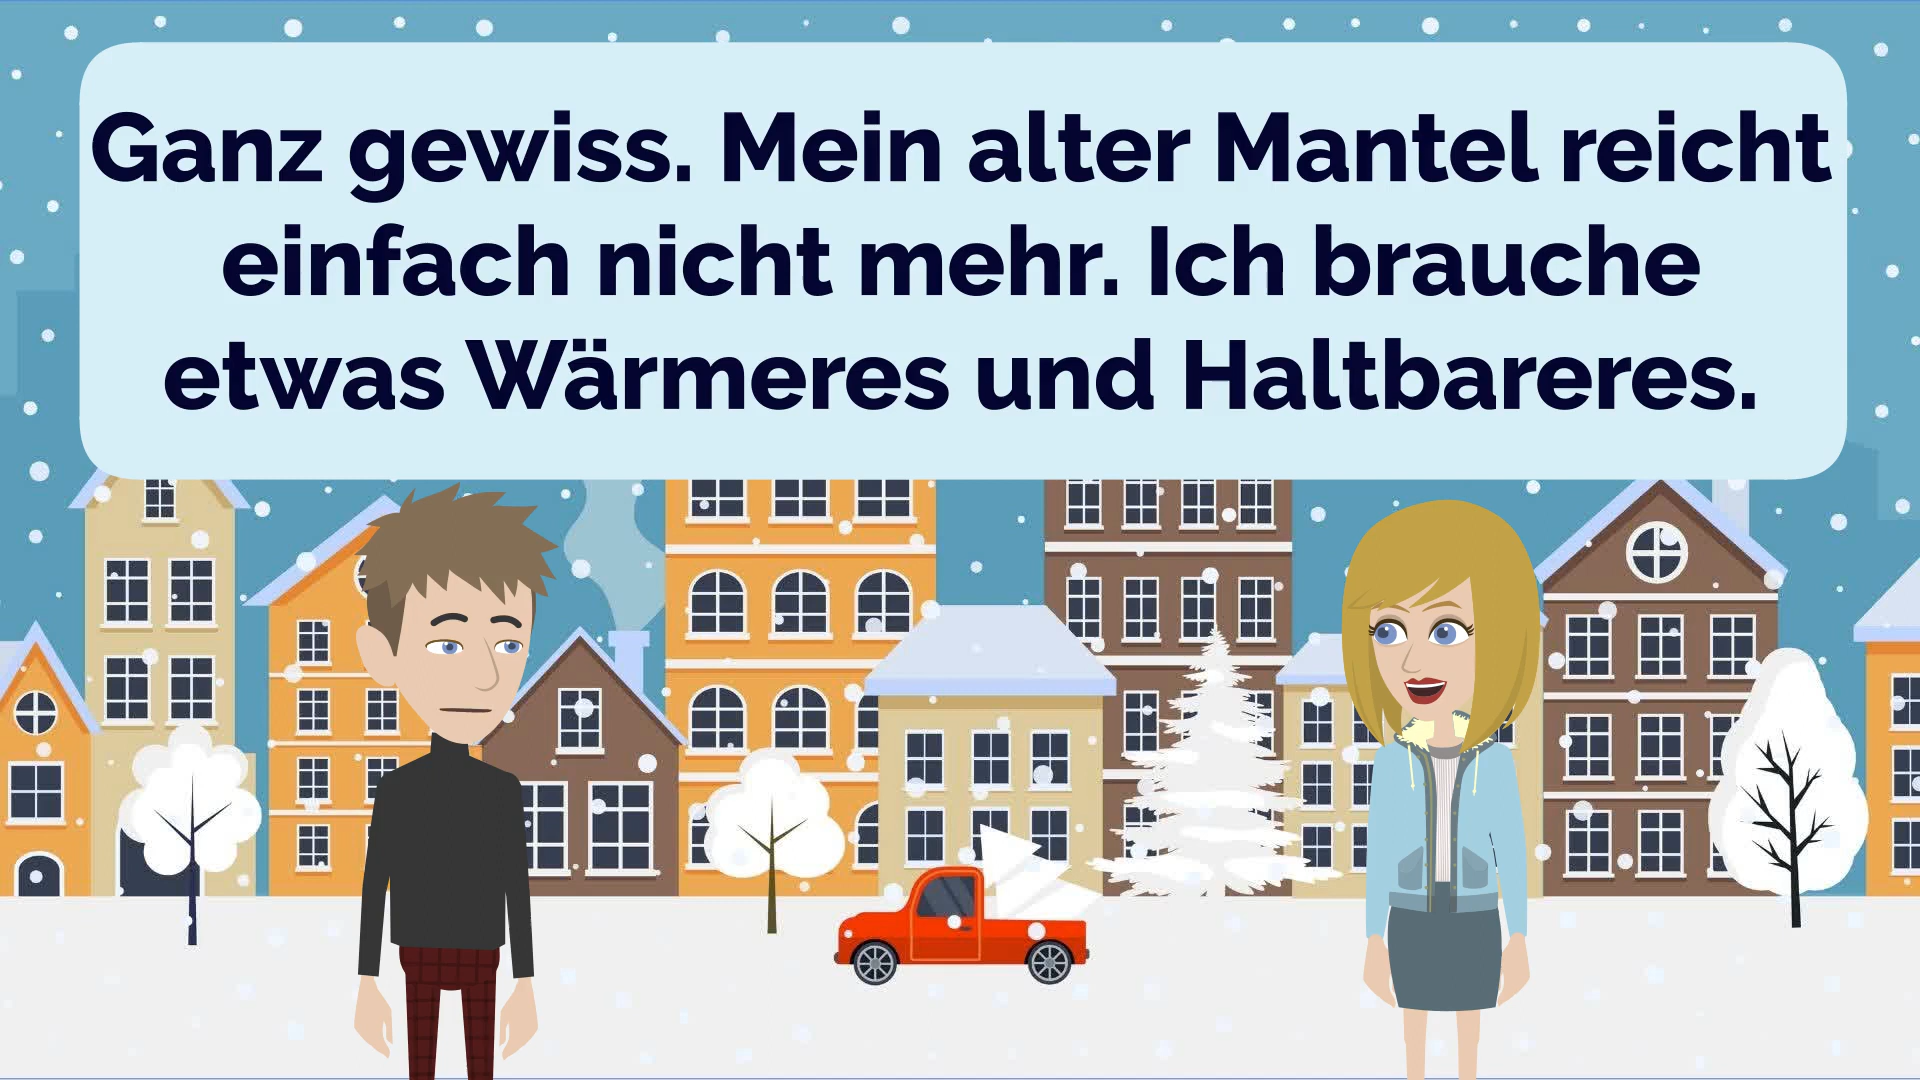 Ganz gewiss. Mein alter Mantel reicht
einfach nicht mehr. Ich brauche
etwas Wärmeres und Haltbareres.